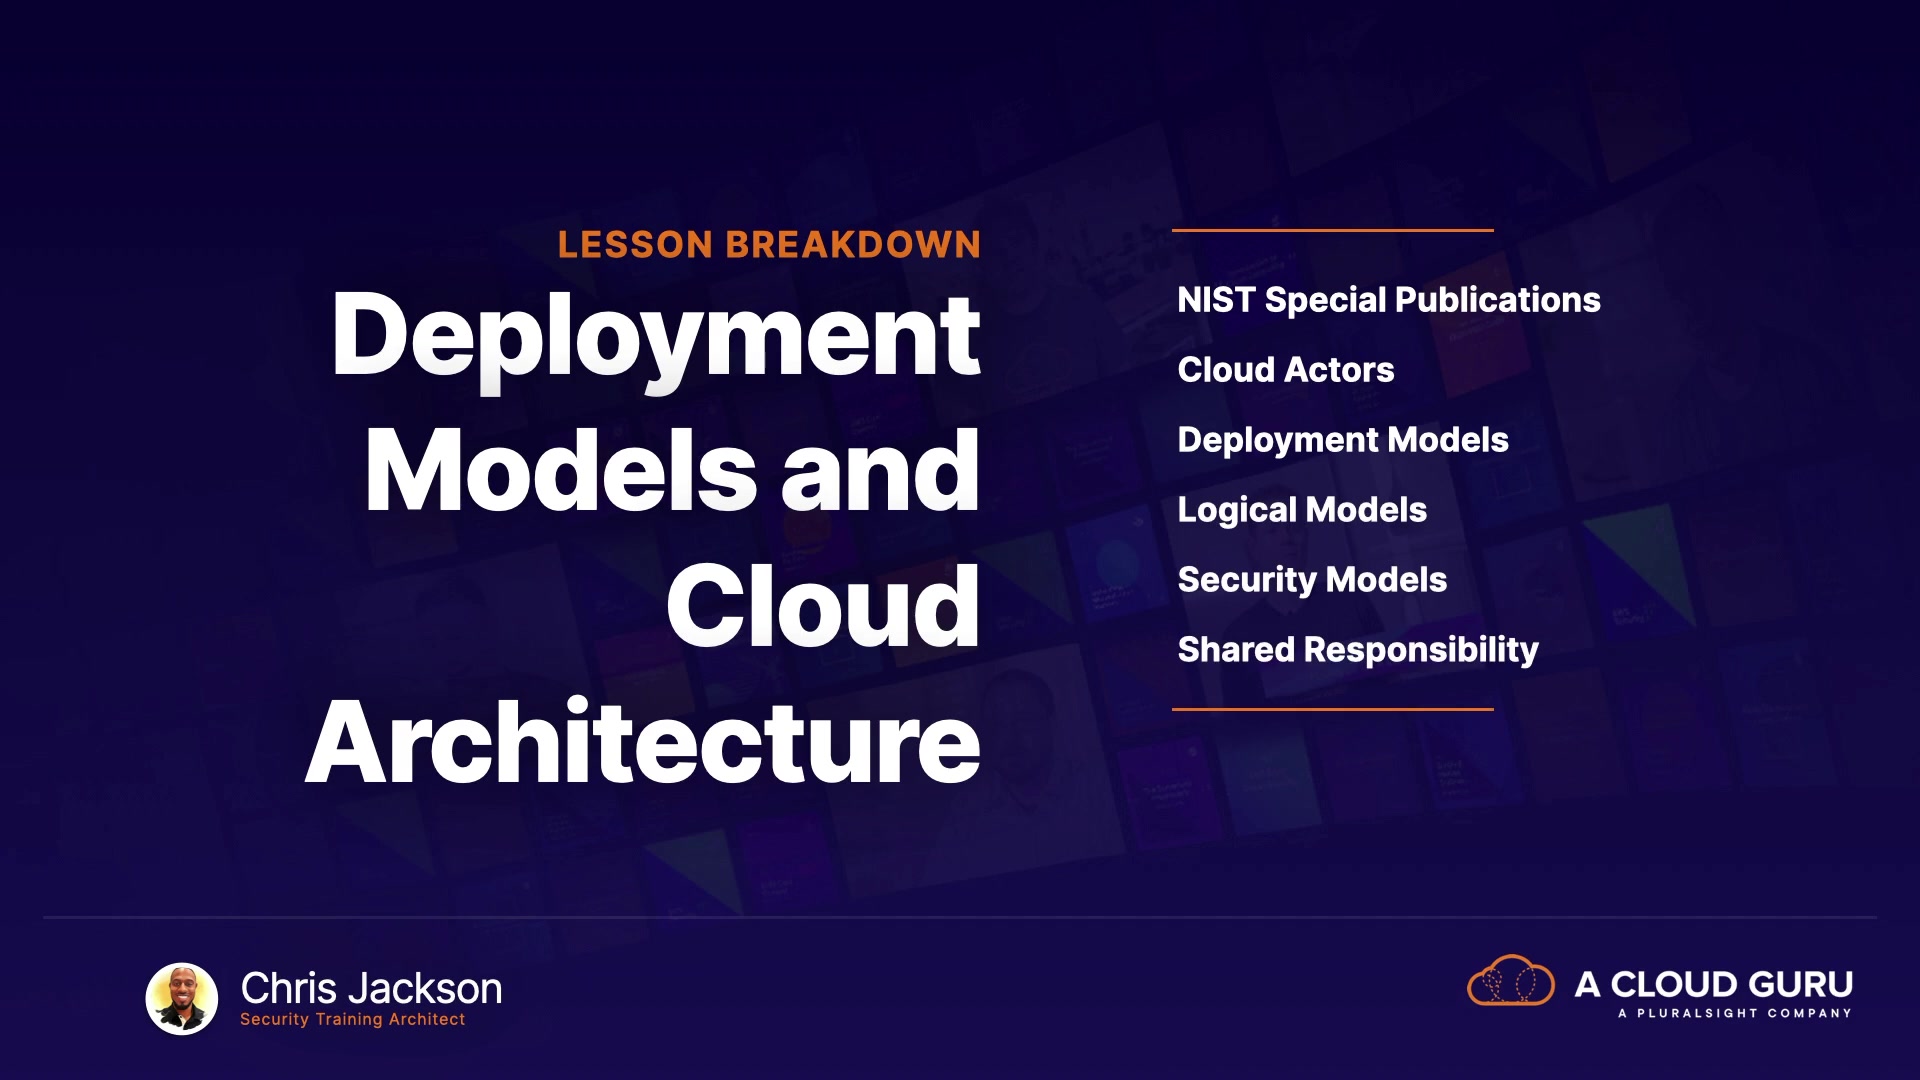 LESSON BREAKDOWN
Deployment
Models and
Cloud
Architecture
NIST Special Publications
Cloud Actors
Deployment Models
Logical Models
Security Models
Shared Responsibility
Chris Jackson
Security Training Architect
A CLOUD GURU
A PLURALSIGHT COMPANY